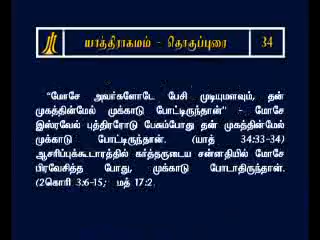 யாத்திராகமம் - தொகுப்புரை
34
“மோசே அவர்களோடே பேசி முடியுமளவும், தன்
முகத்தின்மேல் முக்காடு போட்டிருந்தான்” - மோசே
இஸ்ரவேல் புத்திரரோடு பேசும்போது தன் முகத்தின்மேல்
முக்காடு போட்டிருந்தான். (யாத் 34:33-34)
ஆசரிப்புக்கூடாரத்தில் கர்த்தருடைய சன்னதியில் மோசே
பிரவேசித்த போது, முக்காடு போடாதிருந்தான்.
(2கொரி 3:6-15; மத் 17:2.